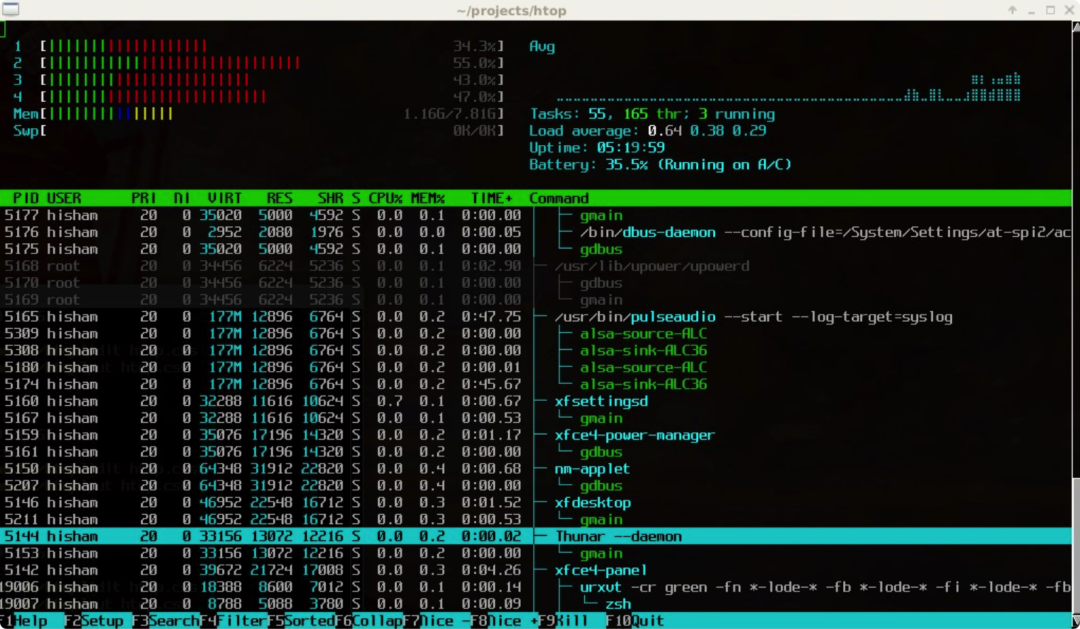 ~/projects/htop
1 [|||||||||||||||||||| 34.3%] Avg
2 [||||||||||||||||||||||||||||||| 55.0%]
3 [||||||||||||||||||||||||| 43.0%]
4 [||||||||||||||||||||||||||| 47.0%]
Mem[|||||||||||||||| 1.16G/7.81G] Tasks: 55, 165 thr; 3 running
Swp[ 0K/0K] Load average: 0.64 0.38 0.29
Uptime: 05:19:59
Battery: 35.5% (Running on A/C)
PID USER PRI NI VIRT RES SHR S CPU% MEM% TIME+ Command
5177 hisham 20 0 35020 5000 4592 S 0.0 0.1 0:00.00 │ ├─ gmain
5176 hisham 20 0 2952 2080 1976 S 0.0 0.0 0:00.05 │ ├─ /bin/dbus-daemon --config-file=/System/Settings/at-spi2/ac
5175 hisham 20 0 35020 5000 4592 S 0.0 0.1 0:00.00 │ └─ gdbus
5168 root 20 0 34456 6224 5236 S 0.0 0.1 0:02.90 ├─ /usr/lib/upower/upowerd
5170 root 20 0 34456 6224 5236 S 0.0 0.1 0:00.00 │ ├─ gdbus
5169 root 20 0 34456 6224 5236 S 0.0 0.1 0:00.00 │ └─ gmain
5165 hisham 20 0 177M 12896 6764 S 0.0 0.2 0:47.75 ├─ /usr/bin/pulseaudio --start --log-target=syslog
5309 hisham 20 0 177M 12896 6764 S 0.0 0.2 0:00.00 │ ├─ alsa-source-ALC
5308 hisham 20 0 177M 12896 6764 S 0.0 0.2 0:00.00 │ ├─ alsa-sink-ALC36
5180 hisham 20 0 177M 12896 6764 S 0.0 0.2 0:00.01 │ ├─ alsa-source-ALC
5174 hisham 20 0 177M 12896 6764 S 0.0 0.2 0:45.67 │ └─ alsa-sink-ALC36
5160 hisham 20 0 32288 11616 10624 S 0.7 0.1 0:00.67 ├─ xfsettingsd
5167 hisham 20 0 32288 11616 10624 S 0.0 0.1 0:00.53 │ └─ gmain
5159 hisham 20 0 35076 17196 14320 S 0.0 0.2 0:01.17 ├─ xfce4-power-manager
5161 hisham 20 0 35076 17196 14320 S 0.0 0.2 0:00.00 │ └─ gdbus
5150 hisham 20 0 64348 31912 22820 S 0.0 0.4 0:00.68 ├─ nm-applet
5207 hisham 20 0 64348 31912 22820 S 0.0 0.4 0:00.00 │ └─ gdbus
5146 hisham 20 0 46952 22548 16712 S 0.0 0.3 0:01.52 ├─ xfdesktop
5211 hisham 20 0 46952 22548 16712 S 0.0 0.3 0:00.53 │ └─ gmain
5144 hisham 20 0 33156 13072 12216 S 0.0 0.2 0:00.02 ├─ Thunar --daemon
5153 hisham 20 0 33156 13072 12216 S 0.0 0.2 0:00.00 │ └─ gmain
5142 hisham 20 0 39672 21724 17008 S 0.0 0.3 0:04.26 ├─ xfce4-panel
19006 hisham 20 0 18388 8600 7012 S 0.0 0.1 0:00.14 │ ├─ urxvt -cr green -fn *-lode-* -fb *-lode-* -fi *-lode-* -fb
19007 hisham 20 0 8788 5088 3780 S 0.0 0.1 0:00.09 │ │ └─ zsh
F1Help F2Setup F3SearchF4FilterF5SortedF6CollapF7Nice -F8Nice +F9Kill F10Quit